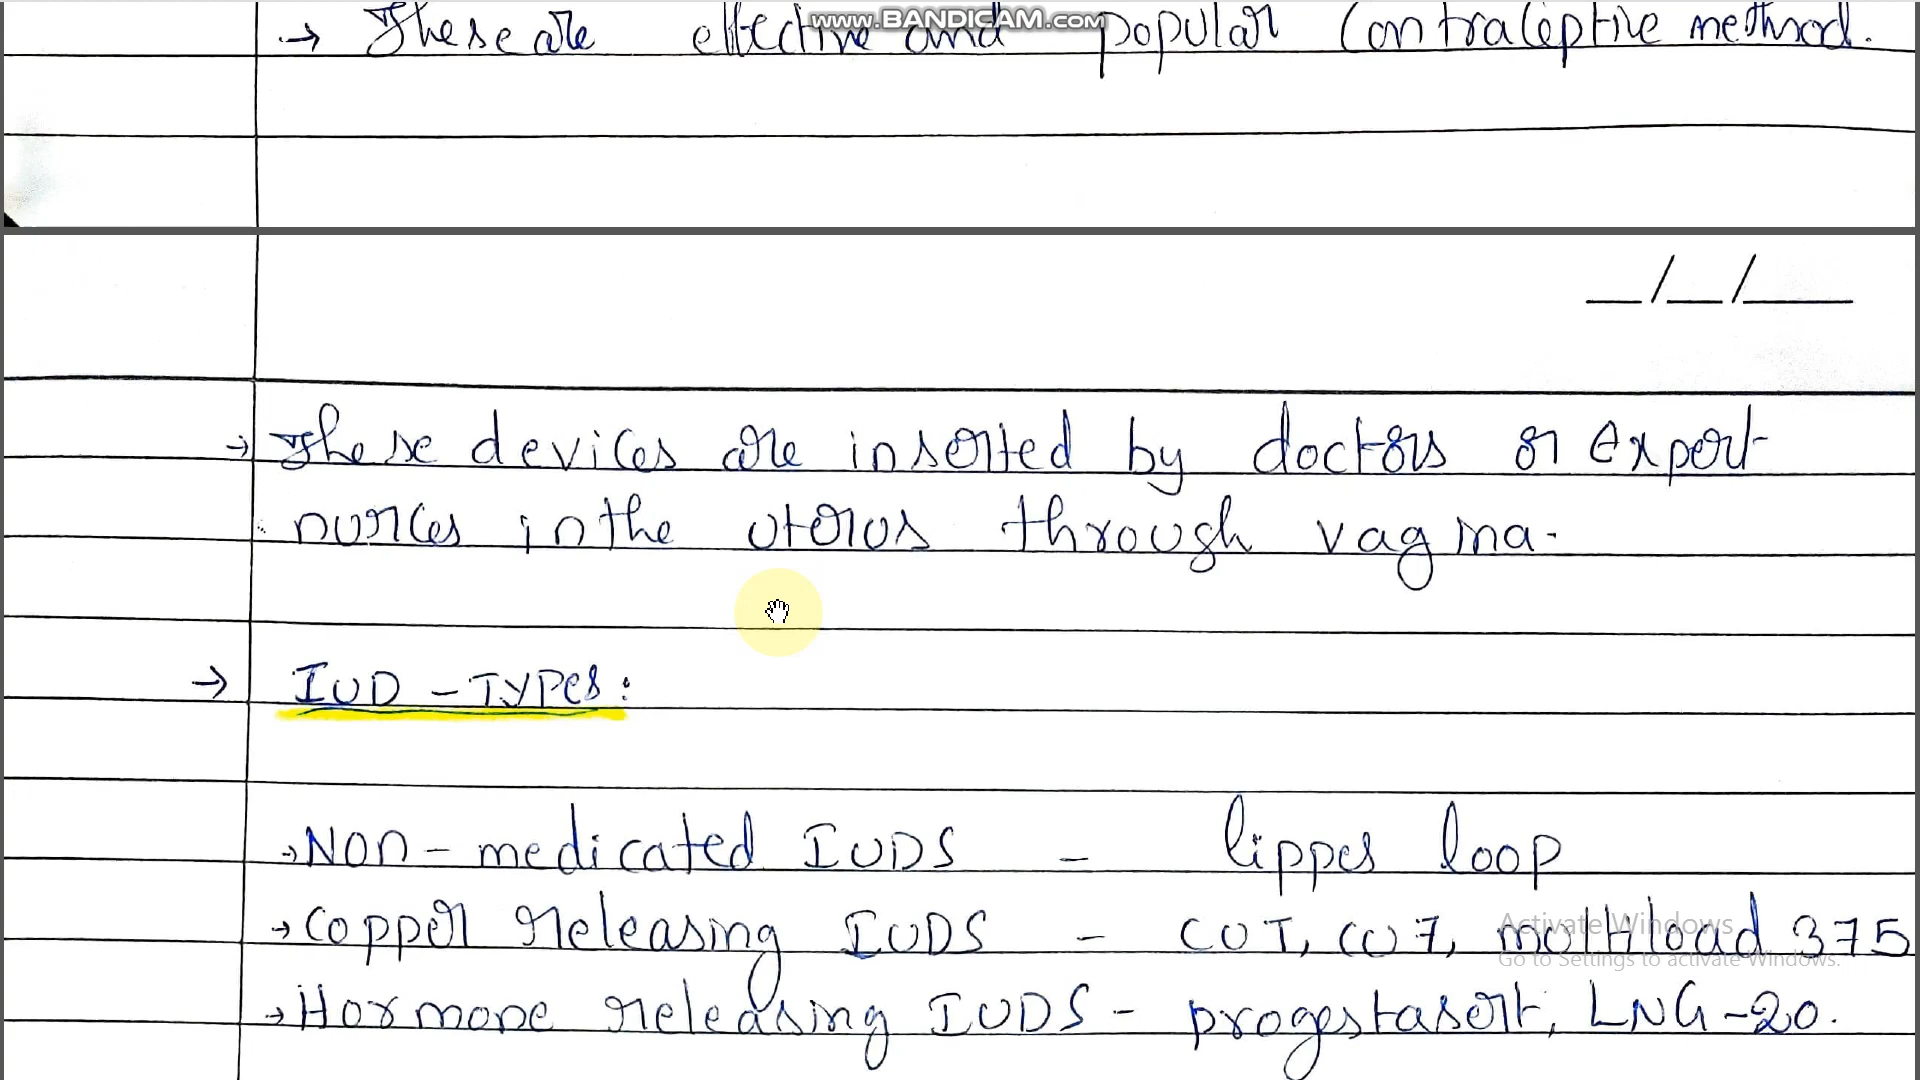 www.BANDICAM.com
→ These are effective and popular Contraceptive method.
__/__/____
→ These devices are inserted by doctors or Expert
nurces in the uterus through vagina.
→ IUD - TYPes:
→ NON-medicated IUDS - lippes loop
→ Copper releasing IUDS - CUT, CU7, multiload 375
Activate Windows
Go to Settings to activate Windows.
→ Hormone releasing IUDS - progestasert, LNG-20.